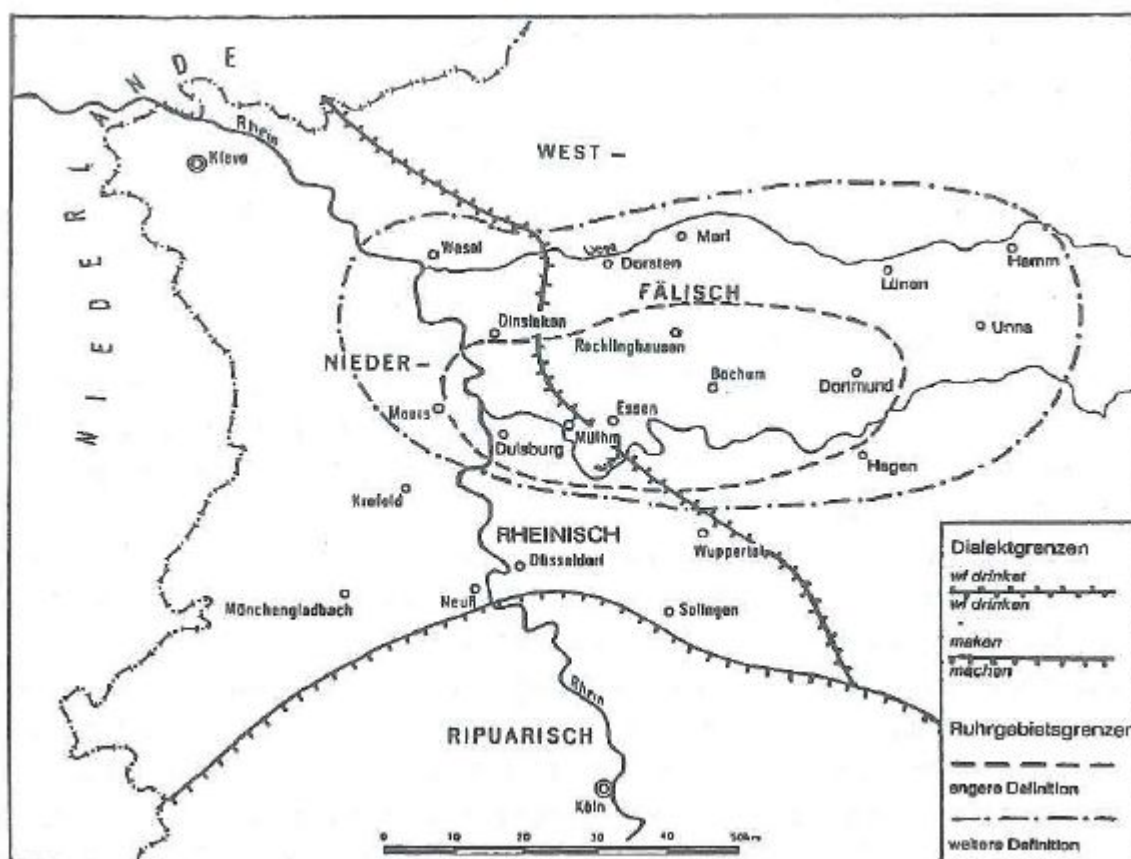 NIEDERLANDE
Rhein
Kleve
WEST –
Wesel
Lippe
Dorsten
Marl
Hamm
Lünen
FÄLISCH
Dinslaken
Recklinghausen
Unna
NIEDER –
Bochum
Dortmund
Moers
Essen
Mülhm
Duisburg
Hagen
Krefeld
RHEINISCH
Wuppertal
Düsseldorf
Neuß
Mönchengladbach
Solingen
Rhein
RIPUARISCH
Köln
0 10 20 30 32 50km
Dialektgrenzen
wi drinket
wi drinken
maken
machen
Ruhrgebietsgrenzen
engere Definition
weitere Definition